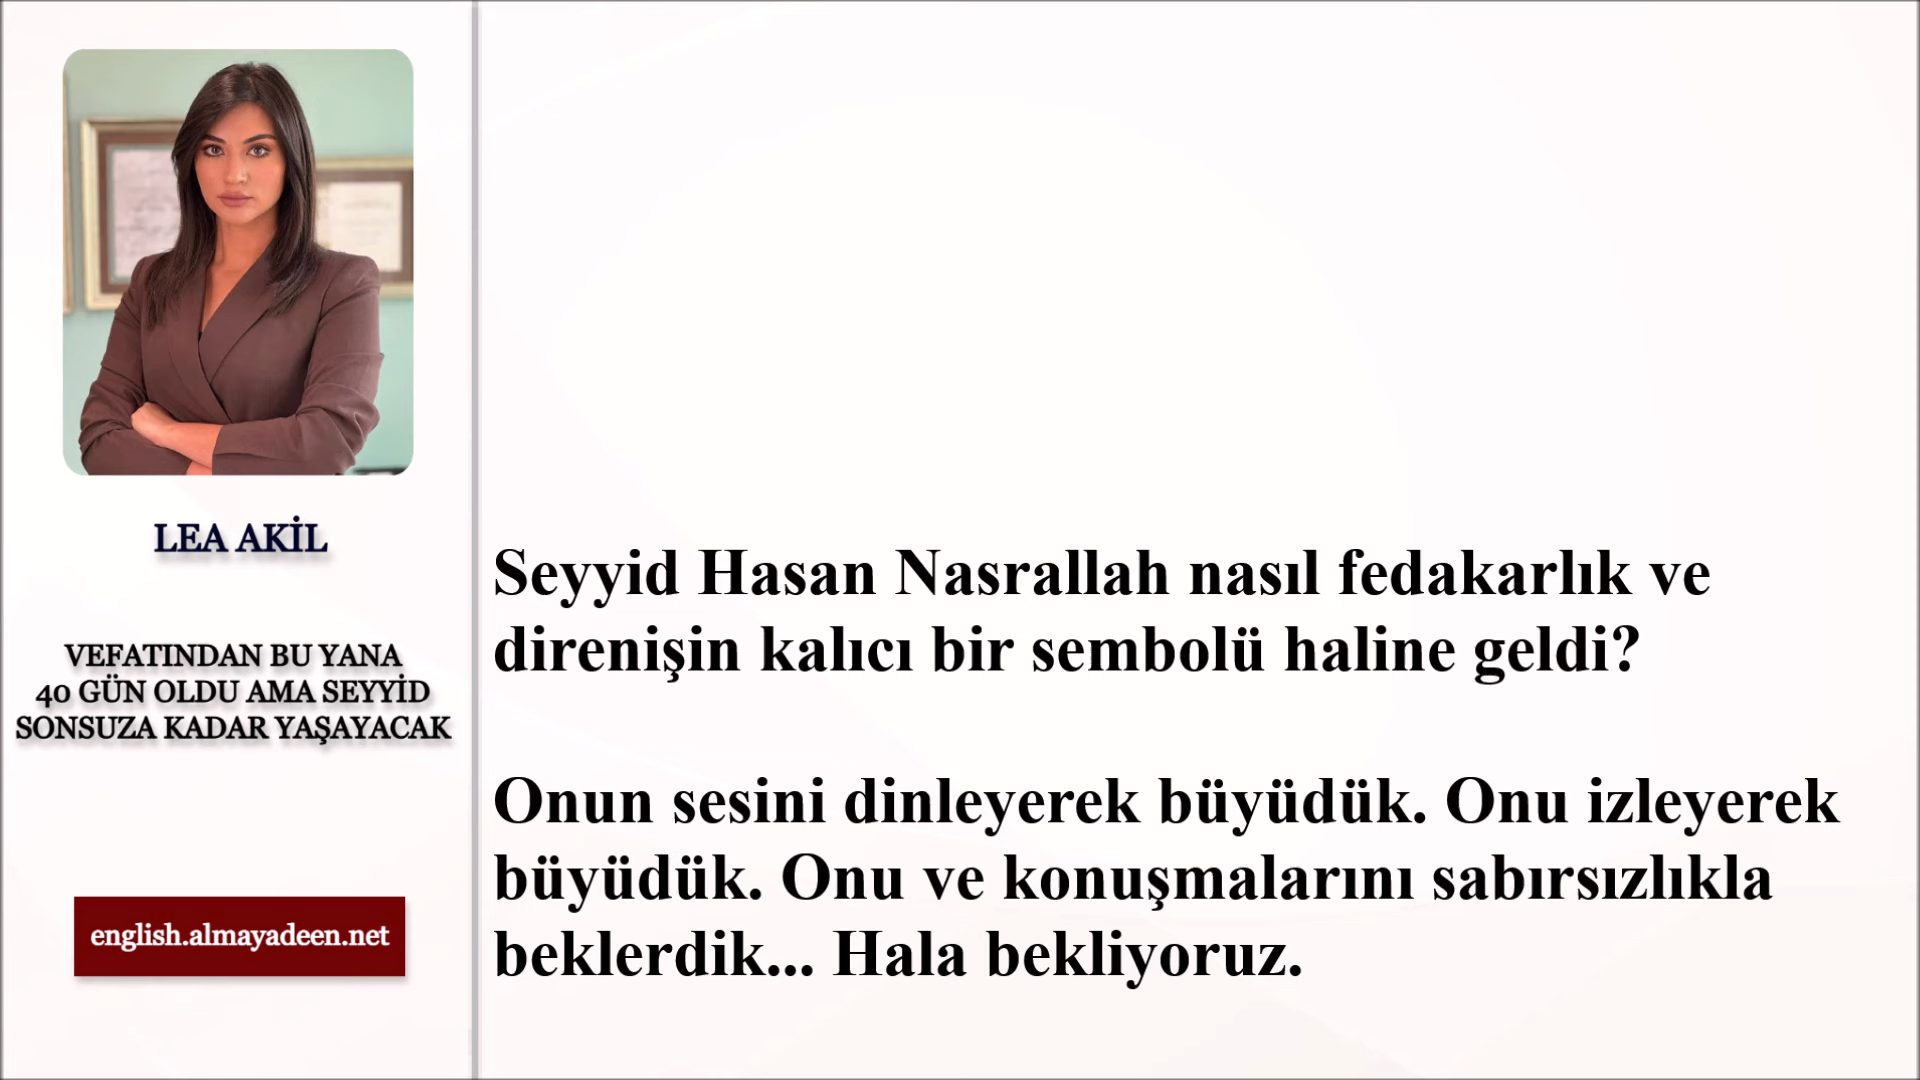 LEA AKİL
VEFATINDAN BU YANA
40 GÜN OLDU AMA SEYYİD
SONSUZA KADAR YAŞAYACAK
english.almayadeen.net
Seyyid Hasan Nasrallah nasıl fedakarlık ve
direnişin kalıcı bir sembolü haline geldi?
Onun sesini dinleyerek büyüdük. Onu izleyerek
büyüdük. Onu ve konuşmalarını sabırsızlıkla
beklerdik... Hala bekliyoruz.